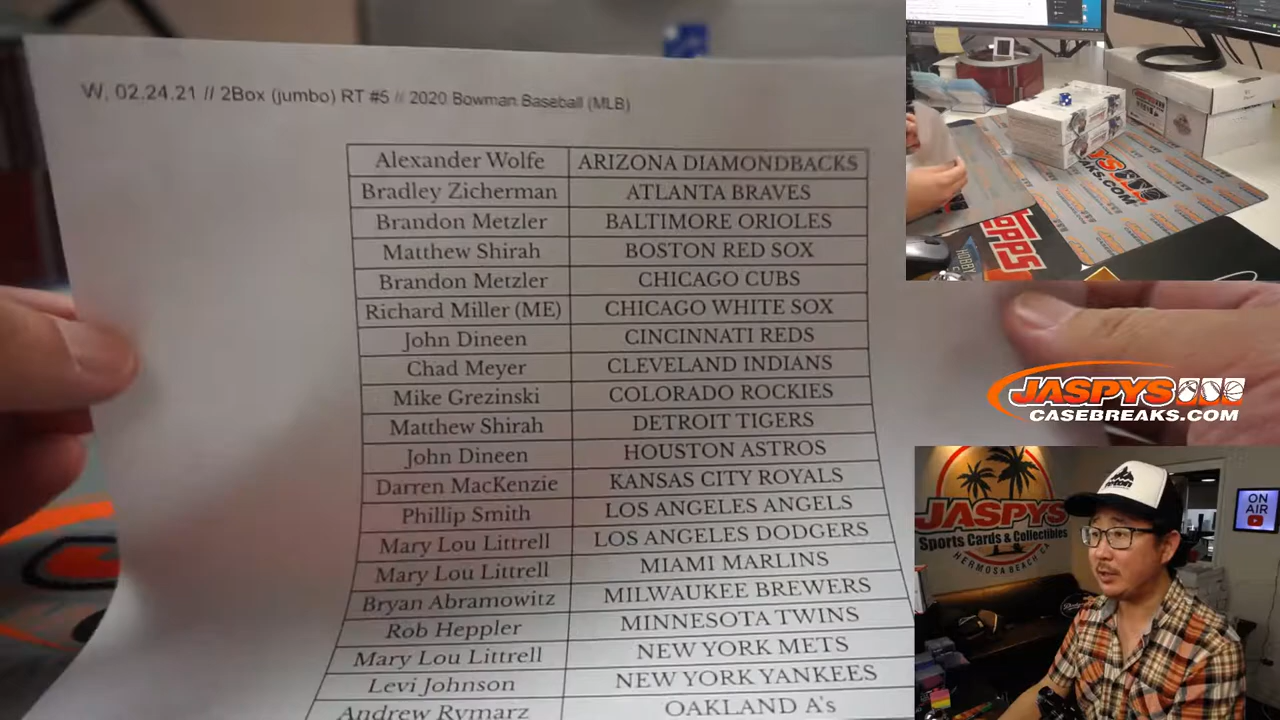 W, 02.24.21 // 2Box (jumbo) RT #5 // 2020 Bowman Baseball (MLB)
Alexander Wolfe ARIZONA DIAMONDBACKS
Bradley Zicherman ATLANTA BRAVES
Brandon Metzler BALTIMORE ORIOLES
Matthew Shirah BOSTON RED SOX
Brandon Metzler CHICAGO CUBS
Richard Miller (ME) CHICAGO WHITE SOX
John Dineen CINCINNATI REDS
Chad Meyer CLEVELAND INDIANS
Mike Grezinski COLORADO ROCKIES
Matthew Shirah DETROIT TIGERS
John Dineen HOUSTON ASTROS
Darren MacKenzie KANSAS CITY ROYALS
Phillip Smith LOS ANGELES ANGELS
Mary Lou Littrell LOS ANGELES DODGERS
Mary Lou Littrell MIAMI MARLINS
Bryan Abramowitz MILWAUKEE BREWERS
Rob Heppler MINNESOTA TWINS
Mary Lou Littrell NEW YORK METS
Levi Johnson NEW YORK YANKEES
Andrew Rymarz OAKLAND A's
TOPPS
HOBBY
JASPYS
CASEBREAKS.COM
JASPYS
Sports Cards & Collectibles
HERMOSA BEACH CA
ON
AIR